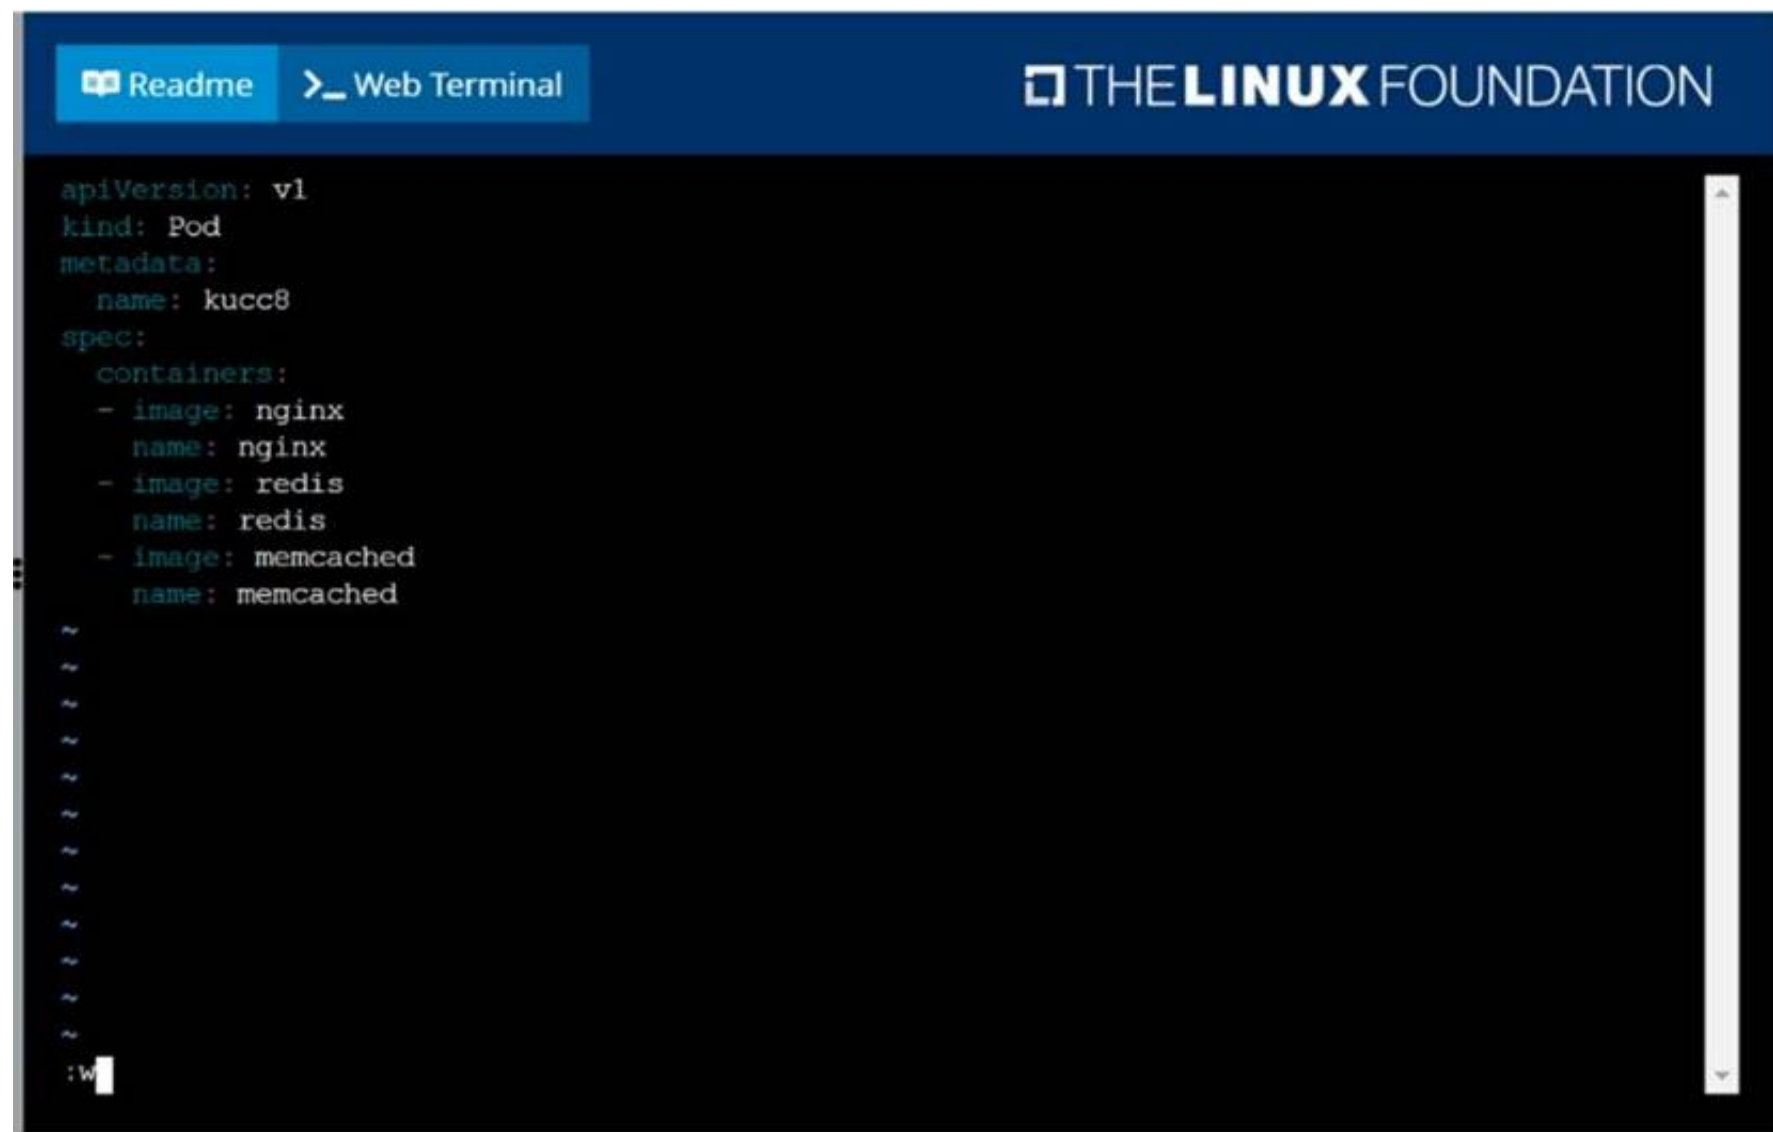 Readme >_ Web Terminal THE LINUX FOUNDATION
apiVersion: v1
kind: Pod
metadata:
  name: kucc8
spec:
  containers:
  - image: nginx
    name: nginx
  - image: redis
    name: redis
  - image: memcached
    name: memcached
~
~
~
~
~
~
~
~
~
~
~
~
:w